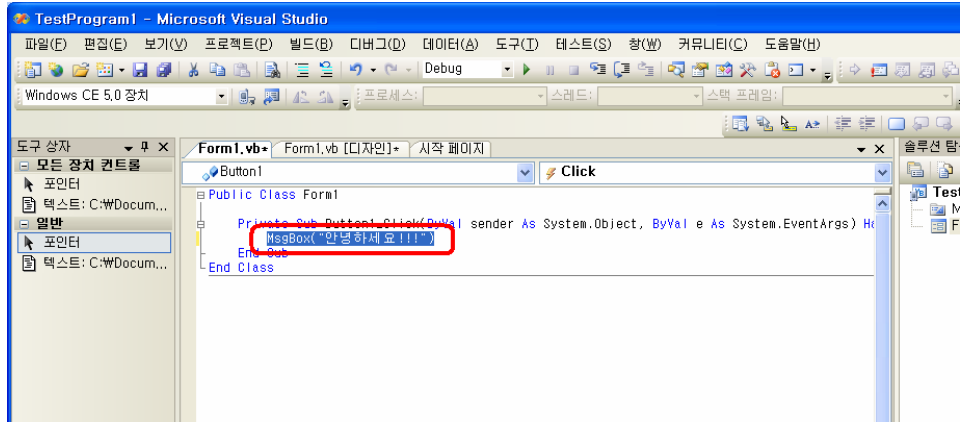 TestProgram1 - Microsoft Visual Studio
파일(F) 편집(E) 보기(V) 프로젝트(P) 빌드(B) 디버그(D) 데이터(A) 도구(T) 테스트(S) 창(W) 커뮤니티(C) 도움말(H)
Debug
Windows CE 5.0 장치 프로세스: 스레드: 스택 프레임:
도구 상자 Form1.vb* Form1.vb [디자인]* 시작 페이지 솔루션
모든 장치 컨트롤 Button1 Click
포인터 Public Class Form1
텍스트: C:₩Docum...
일반 Private Sub Button1_Click(ByVal sender As System.Object, ByVal e As System.EventArgs)
포인터 MsgBox("안녕하세요!!!")
텍스트: C:₩Docum... End Sub
End Class
Test
M
F